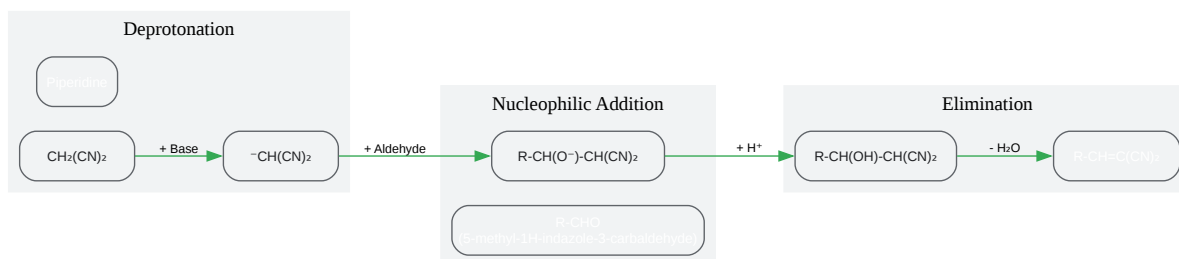 Deprotonation
Piperidine
CH₂(CN)₂
+ Base
⁻CH(CN)₂
+ Aldehyde
Nucleophilic Addition
R-CH(O⁻)-CH(CN)₂
R-CHO
(5-methyl-1H-indazole-3-carbaldehyde)
+ H⁺
Elimination
R-CH(OH)-CH(CN)₂
- H₂O
R-CH=C(CN)₂